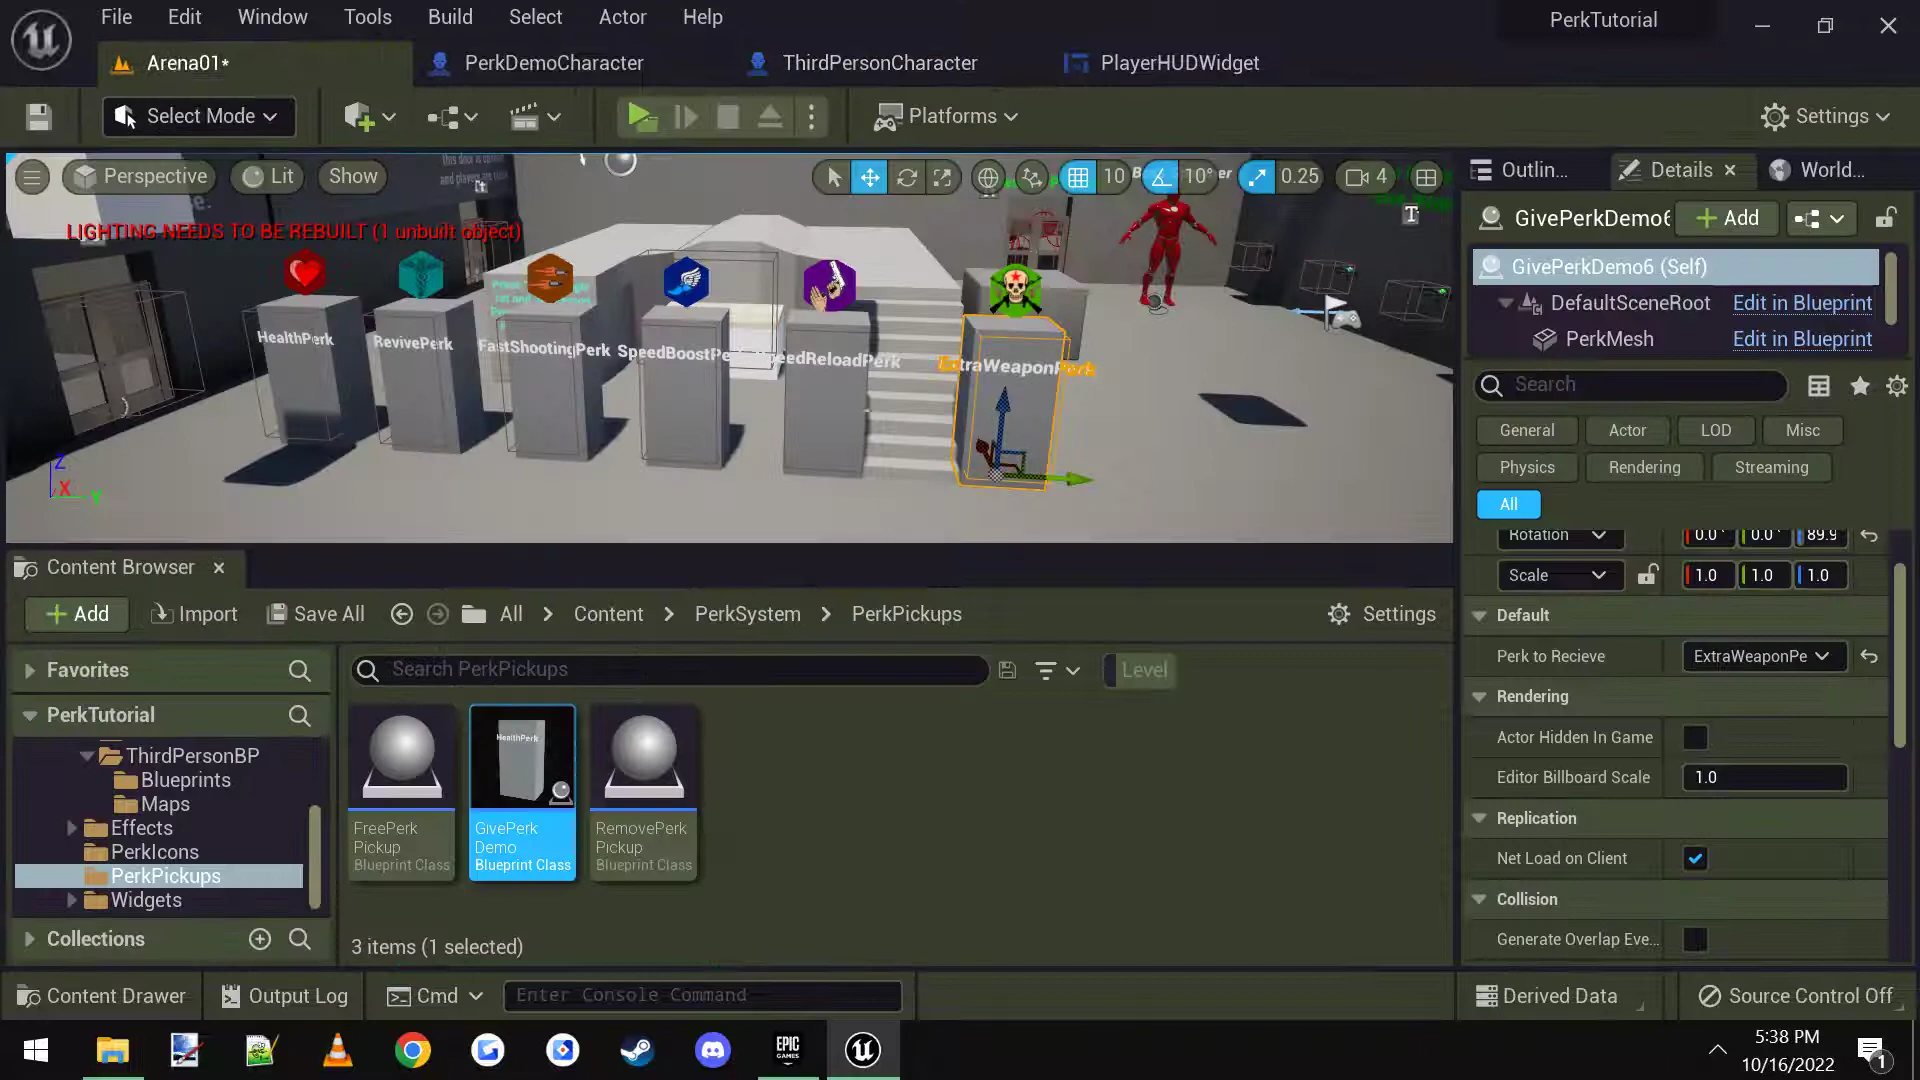 File Edit Window Tools Build Select Actor Help
PerkTutorial
Arena01*
PerkDemoCharacter
ThirdPersonCharacter
PlayerHUDWidget
Select Mode
Platforms
Settings
Perspective
Lit
Show
10
10°
0.25
4
LIGHTING NEEDS TO BE REBUILT (1 unbuilt object)
HealthPerk
RevivePerk
FastShootingPerk
SpeedBoostPe
eedReloadPerk
ExtraWeaponPerk
Z
X
Y
T
Outlin...
Details
World...
GivePerkDemo6
Add
GivePerkDemo6 (Self)
DefaultSceneRoot
Edit in Blueprint
PerkMesh
Edit in Blueprint
Search
General
Actor
LOD
Misc
Physics
Rendering
Streaming
All
Rotation
0.0°
0.0°
89.9
Scale
1.0
1.0
1.0
Default
Perk to Recieve
ExtraWeaponPe
Rendering
Actor Hidden In Game
Editor Billboard Scale
1.0
Replication
Net Load on Client
Collision
Generate Overlap Eve...
Content Browser
Add
Import
Save All
All
Content
PerkSystem
PerkPickups
Settings
Favorites
PerkTutorial
ThirdPersonBP
Blueprints
Maps
Effects
PerkIcons
PerkPickups
Widgets
Collections
Search PerkPickups
Level
FreePerk
Pickup
Blueprint Class
HealthPerk
GivePerk
Demo
Blueprint Class
RemovePerk
Pickup
Blueprint Class
3 items (1 selected)
Content Drawer
Output Log
Cmd
Enter Console Command
Derived Data
Source Control Off
EPIC
GAMES
5:38 PM
10/16/2022
1